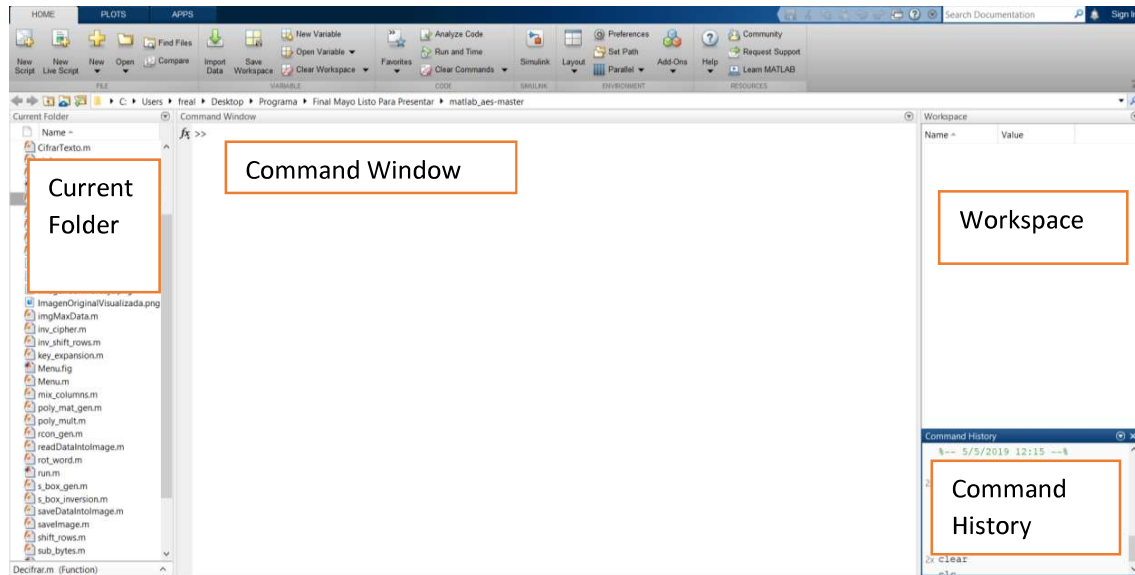 HOME PLOTS APPS
Search Documentation Sign In
New Script
New Live Script
New
Open
Find Files
Compare
Import Data
Save Workspace
New Variable
Open Variable
Clear Workspace
Favorites
Analyze Code
Run and Time
Clear Commands
Simulink
Layout
Preferences
Set Path
Parallel
Add-Ons
Help
Community
Request Support
Learn MATLAB
FILE VARIABLE CODE SIMULINK ENVIRONMENT RESOURCES
C: Users freal Desktop Programa Final Mayo Listo Para Presentar matlab_aes-master
Current Folder
Name
CifrarTexto.m
Current
Folder
ImagenOriginalVisualizada.png
imgMaxData.m
inv_cipher.m
inv_shift_rows.m
key_expansion.m
Menu.fig
Menu.m
mix_columns.m
poly_mat_gen.m
poly_mult.m
rcon_gen.m
readDataIntoImage.m
rot_word.m
run.m
s_box_gen.m
s_box_inversion.m
saveDataIntoImage.m
saveImage.m
shift_rows.m
sub_bytes.m
Decifrar.m (Function)
Command Window
fx >>
Command Window
Workspace
Name Value
Workspace
Command History
%-- 5/5/2019 12:15 --%
Command
History
2x clear
clc